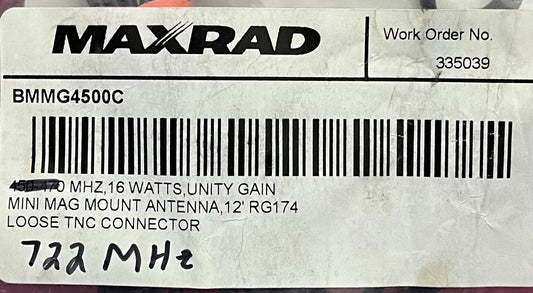 MAXRAD
Work Order No.
335039
BMMG4500C
450-470 MHZ,16 WATTS,UNITY GAIN
MINI MAG MOUNT ANTENNA,12' RG174
LOOSE TNC CONNECTOR
722 MHz